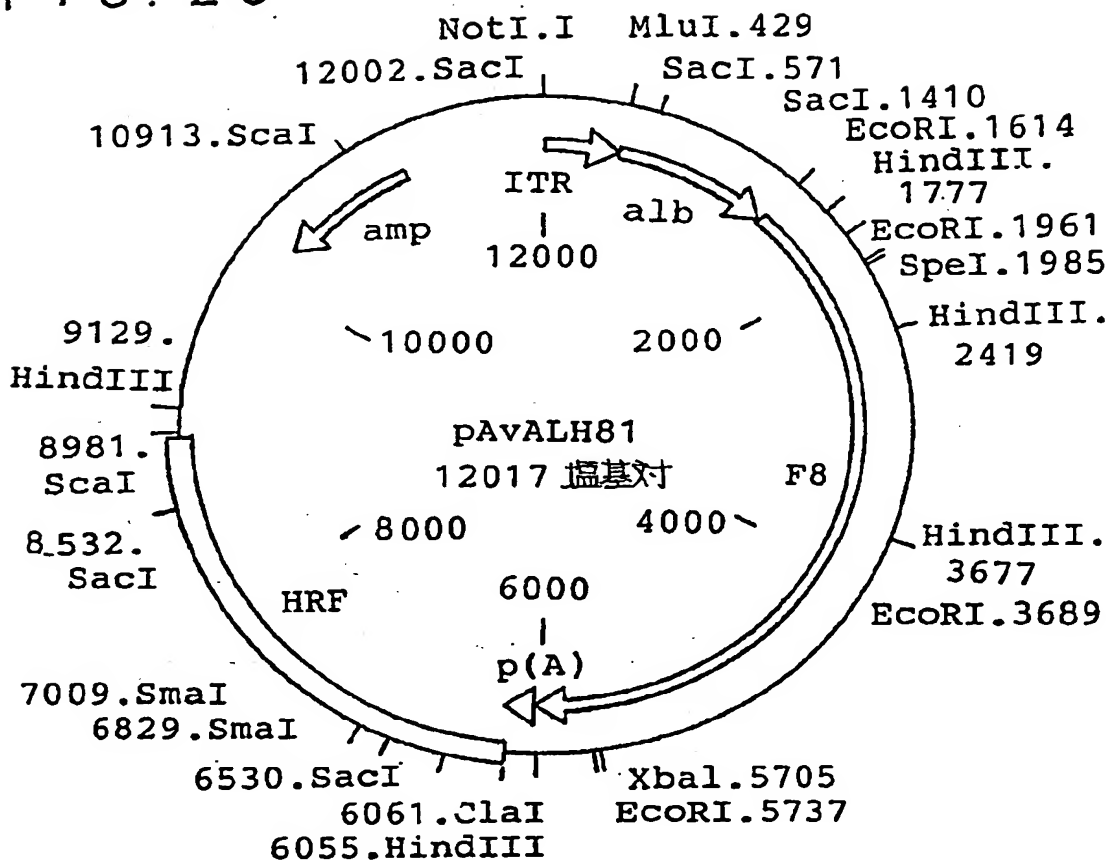 NotI.I
MluI.429
12002.SacI
SacI.571
SacI.1410
10913.ScaI
EcoRI.1614
HindIII.
1777
ITR
alb
amp
EcoRI.1961
12000
SpeI.1985
9129.
HindIII
10000
2000
HindIII.
2419
pAvALH81
12017 塩基対
8981.
ScaI
F8
8000
4000
8532.
SacI
HindIII.
3677
HRF
6000
EcoRI.3689
p(A)
7009.SmaI
6829.SmaI
6530.SacI
Xbal.5705
6061.ClaI
EcoRI.5737
6055.HindIII